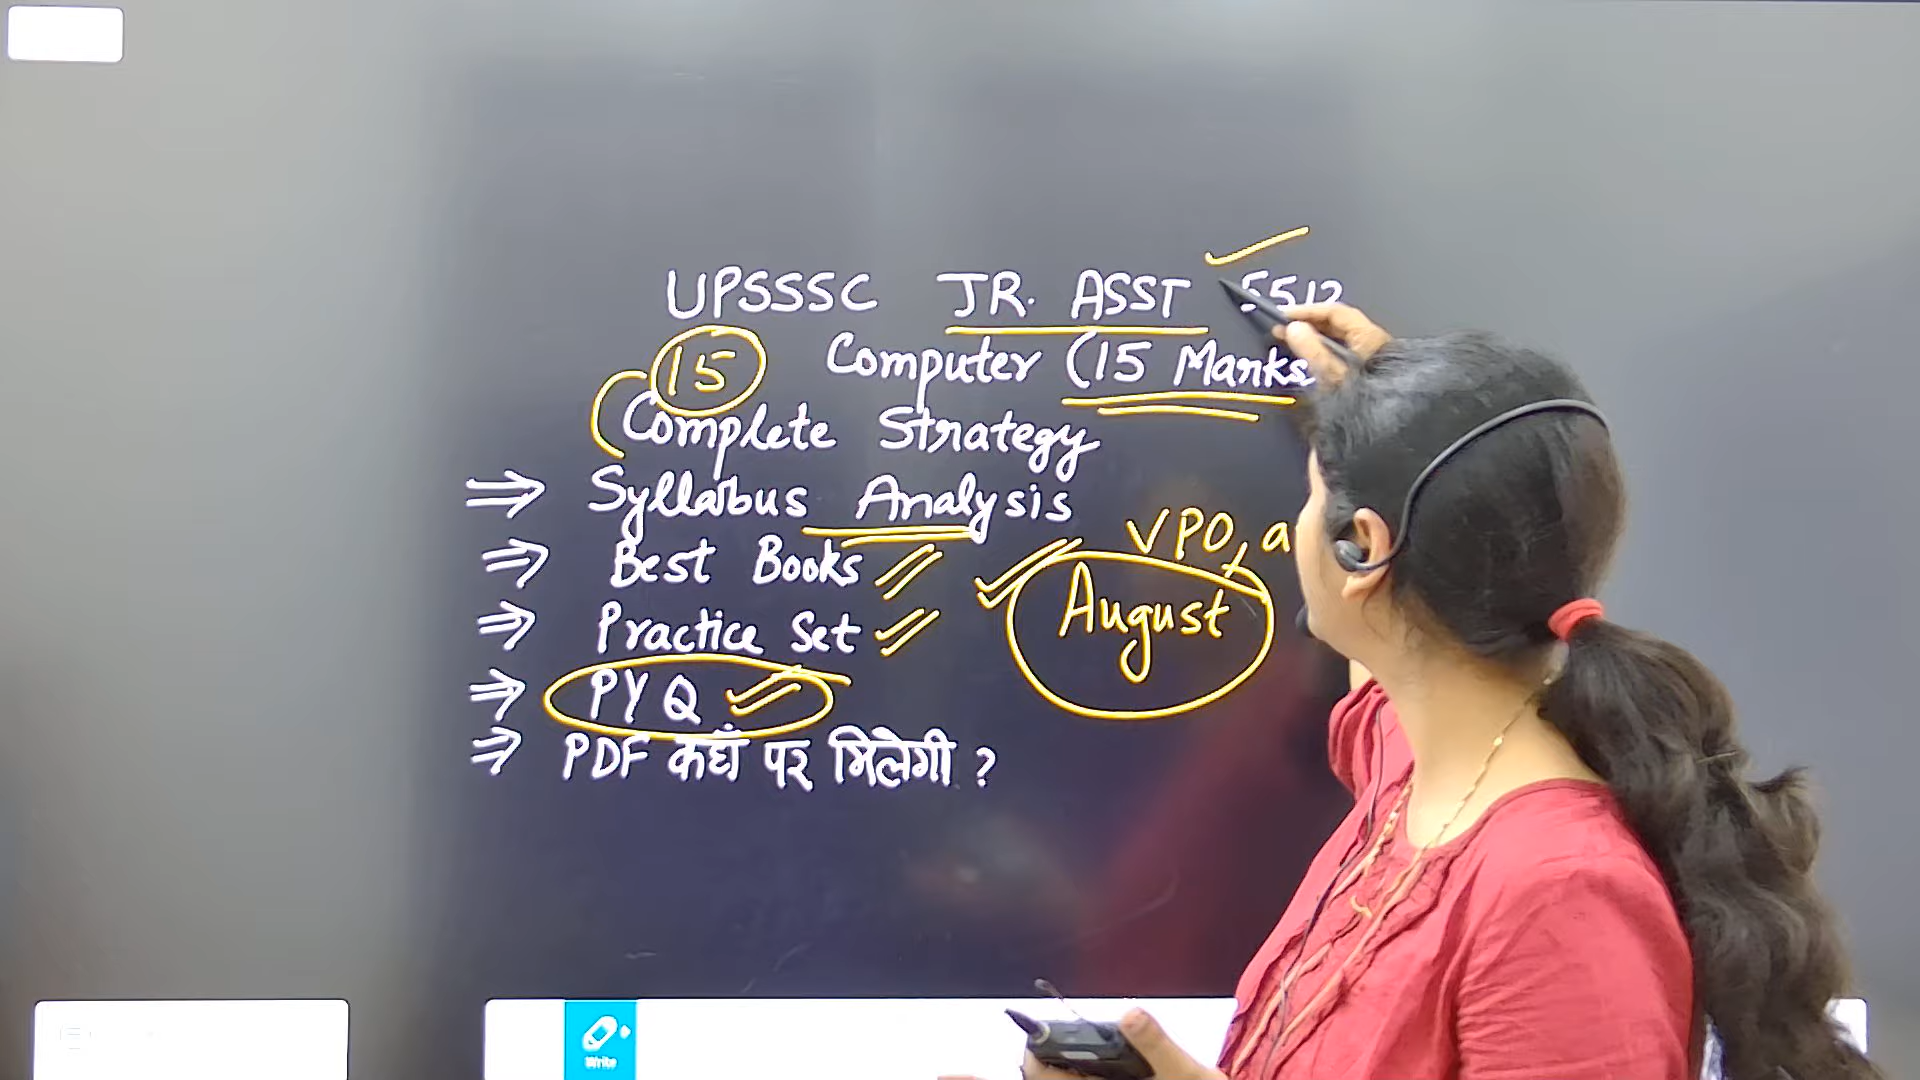 UPSSSC JR. ASST 5512
15 Computer (15 Marks
Complete Strategy
⇒ Syllabus Analysis
VPO, a
⇒ Best Books
August
⇒ Practice Set
⇒ PYQ
⇒ PDF कहाँ पर मिलेगी ?
Write